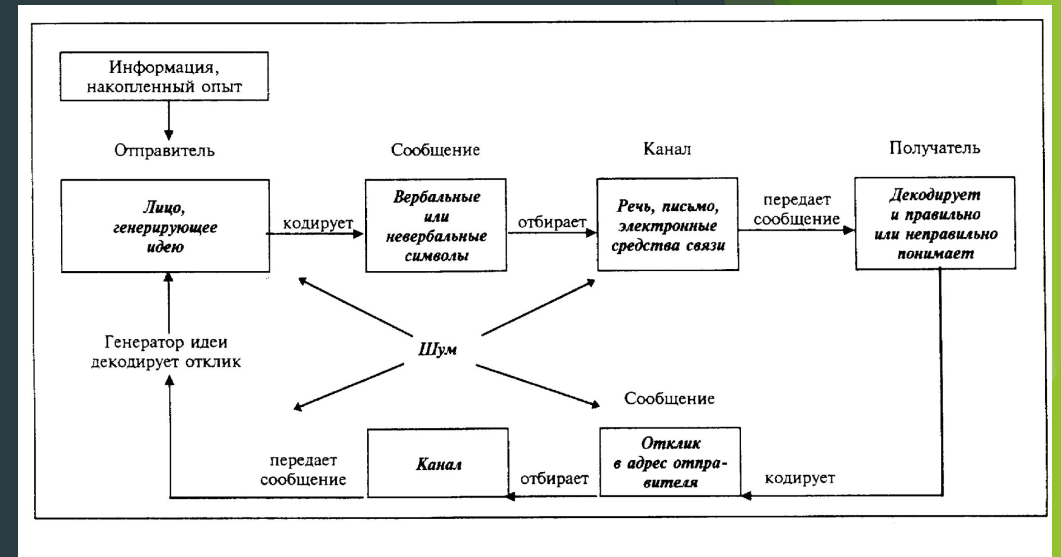 Информация,
накопленный опыт
Отправитель
Сообщение
Канал
Получатель
Лицо,
генерирующее
идею
кодирует
Вербальные
или
невербальные
символы
отбирает
Речь, письмо,
электронные
средства связи
передает
сообщение
Декодирует
и правильно
или неправильно
понимает
Генератор идеи
декодирует отклик
Шум
Сообщение
передает
сообщение
Канал
отбирает
Отклик
в адрес отпра-
вителя
кодирует